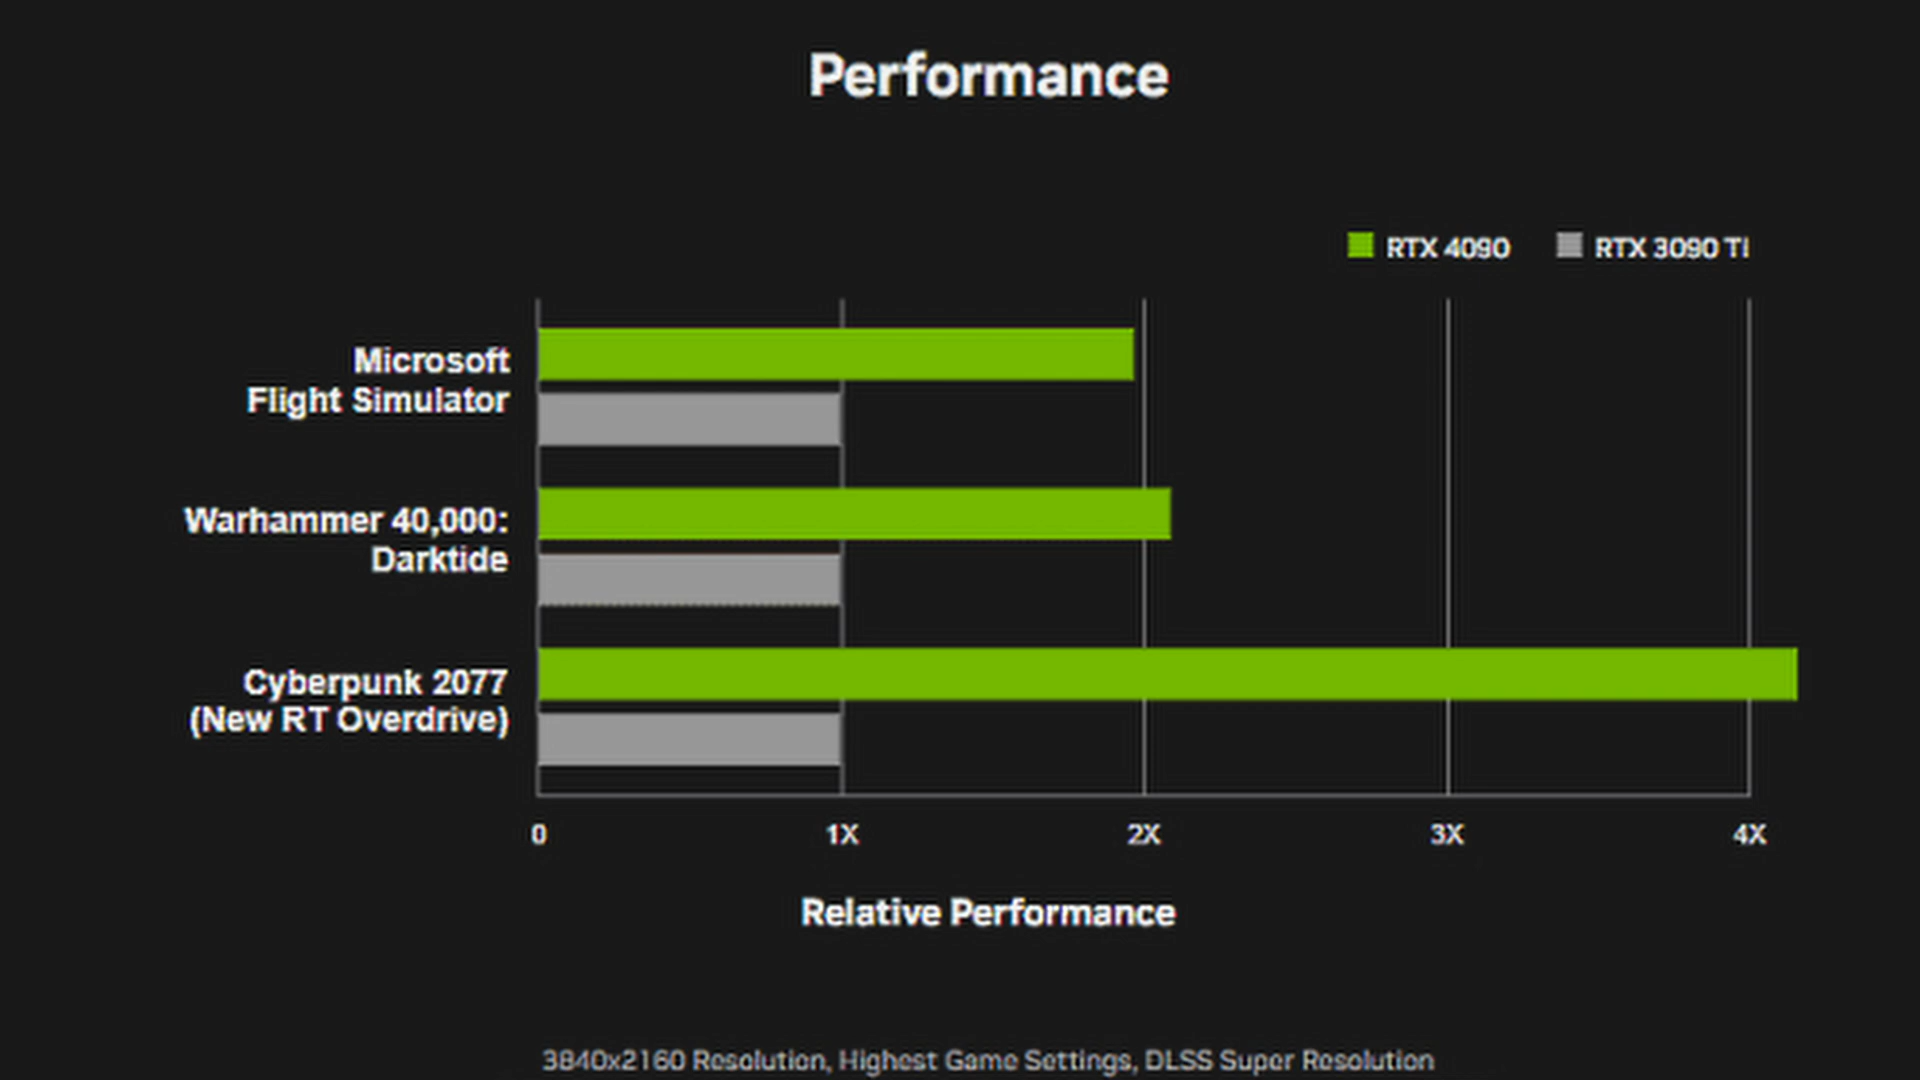 Performance
RTX 4090
RTX 3090 Ti
Microsoft
Flight Simulator
Warhammer 40,000:
Darktide
Cyberpunk 2077
(New RT Overdrive)
0
1X
2X
3X
4X
Relative Performance
3840x2160 Resolution, Highest Game Settings, DLSS Super Resolution